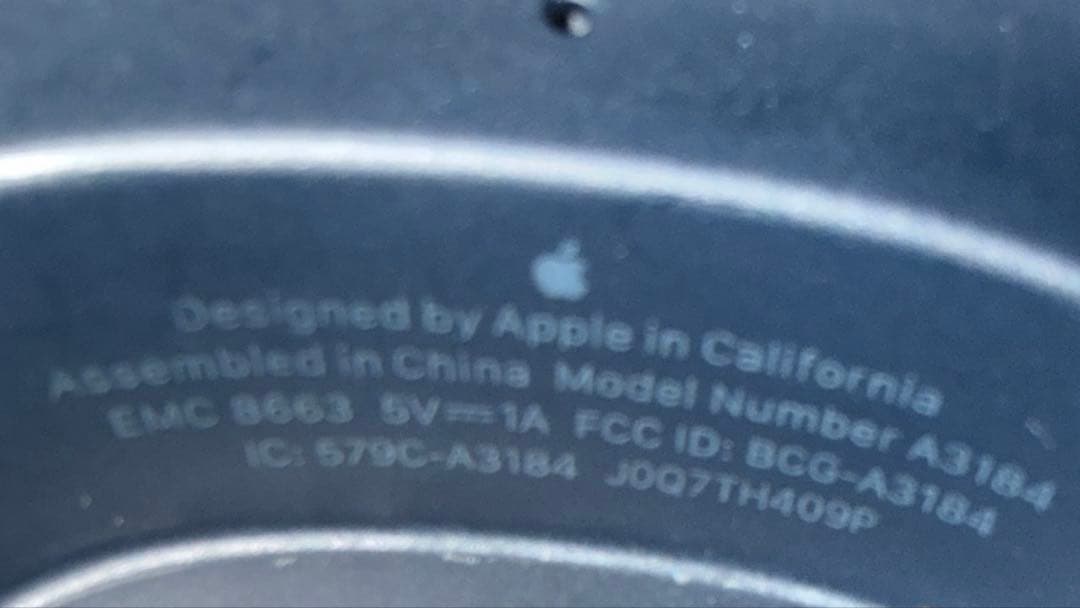 Designed by Apple in California
Assembled in China Model Number A3184
EMC 8663 5V⎓1A FCC ID: BCG-A3184
IC: 579C-A3184 J0Q7TH409P